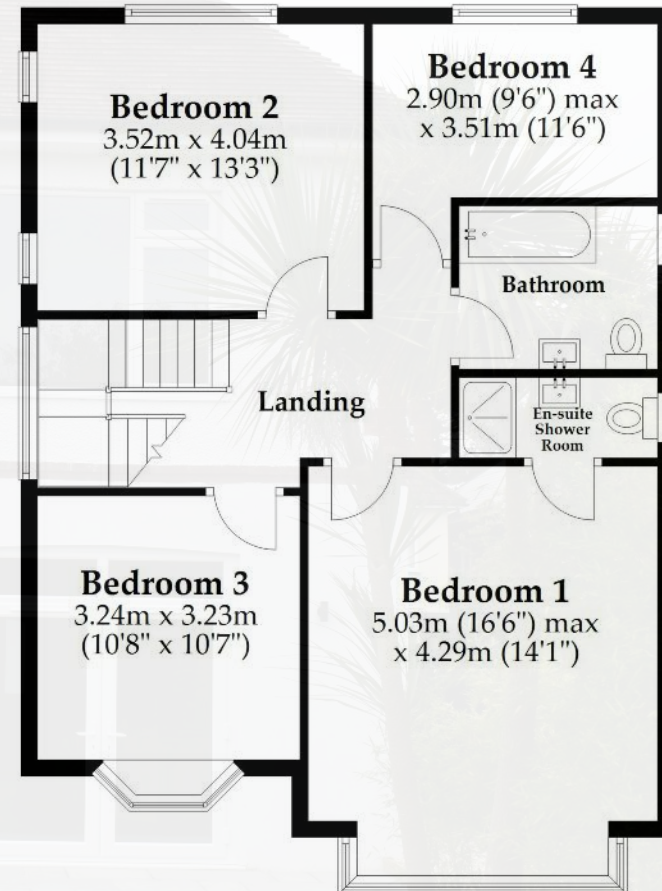 Bedroom 2
3.52m x 4.04m
(11'7" x 13'3")
Bedroom 4
2.90m (9'6") max
x 3.51m (11'6")
Bathroom
Landing
En-suite
Shower
Room
Bedroom 3
3.24m x 3.23m
(10'8" x 10'7")
Bedroom 1
5.03m (16'6") max
x 4.29m (14'1")